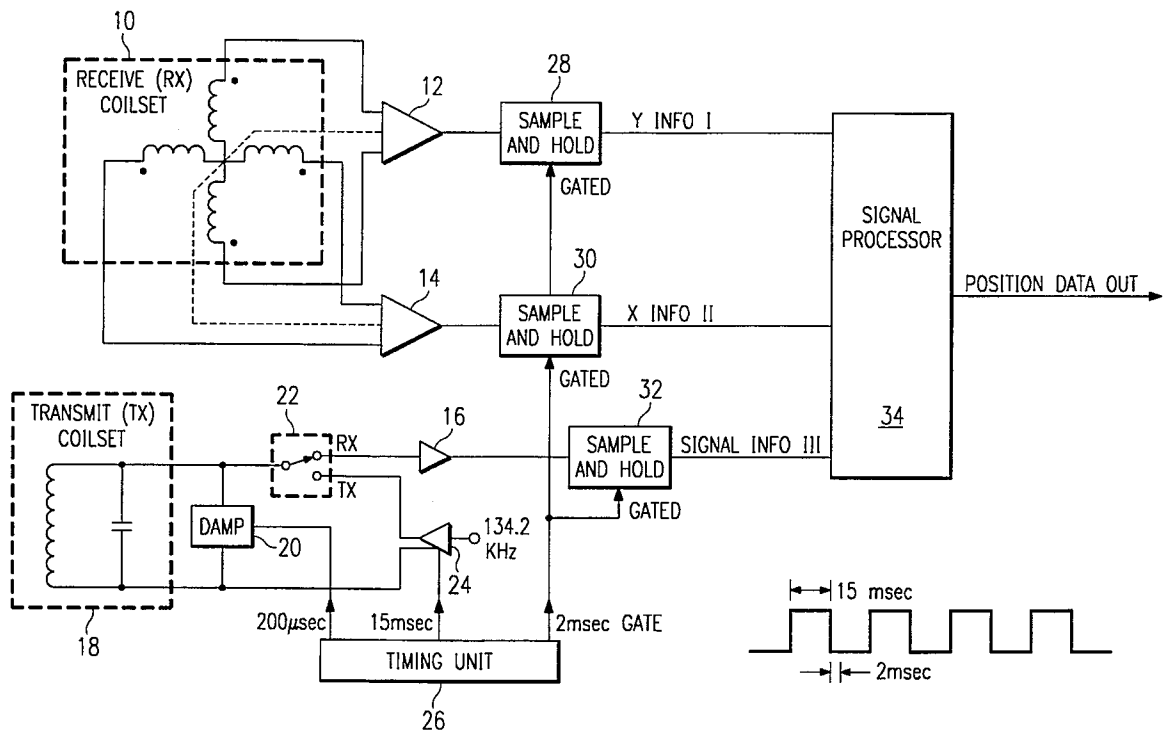 10
RECEIVE (RX)
COILSET
12
28
SAMPLE
AND HOLD
Y INFO I
GATED
SIGNAL
PROCESSOR
34
POSITION DATA OUT
14
30
SAMPLE
AND HOLD
X INFO II
GATED
TRANSMIT (TX)
COILSET
22
RX
TX
16
32
SAMPLE
AND HOLD
SIGNAL INFO III
GATED
DAMP
20
134.2
KHz
24
18
200μsec
15msec
2msec GATE
TIMING UNIT
26
15 msec
2msec